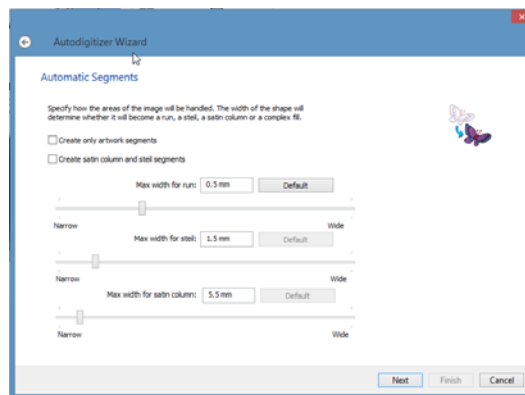 Autodigitizer Wizard
Automatic Segments
Specify how the areas of the image will be handled. The width of the shape will
determine whether it will become a run, a steil, a satin column or a complex fill.
Create only artwork segments
Create satin column and steil segments
Max width for run: 0.5 mm Default
Narrow Wide
Max width for steil: 1.5 mm Default
Narrow Wide
Max width for satin column: 5.5 mm Default
Narrow Wide
Next Finish Cancel